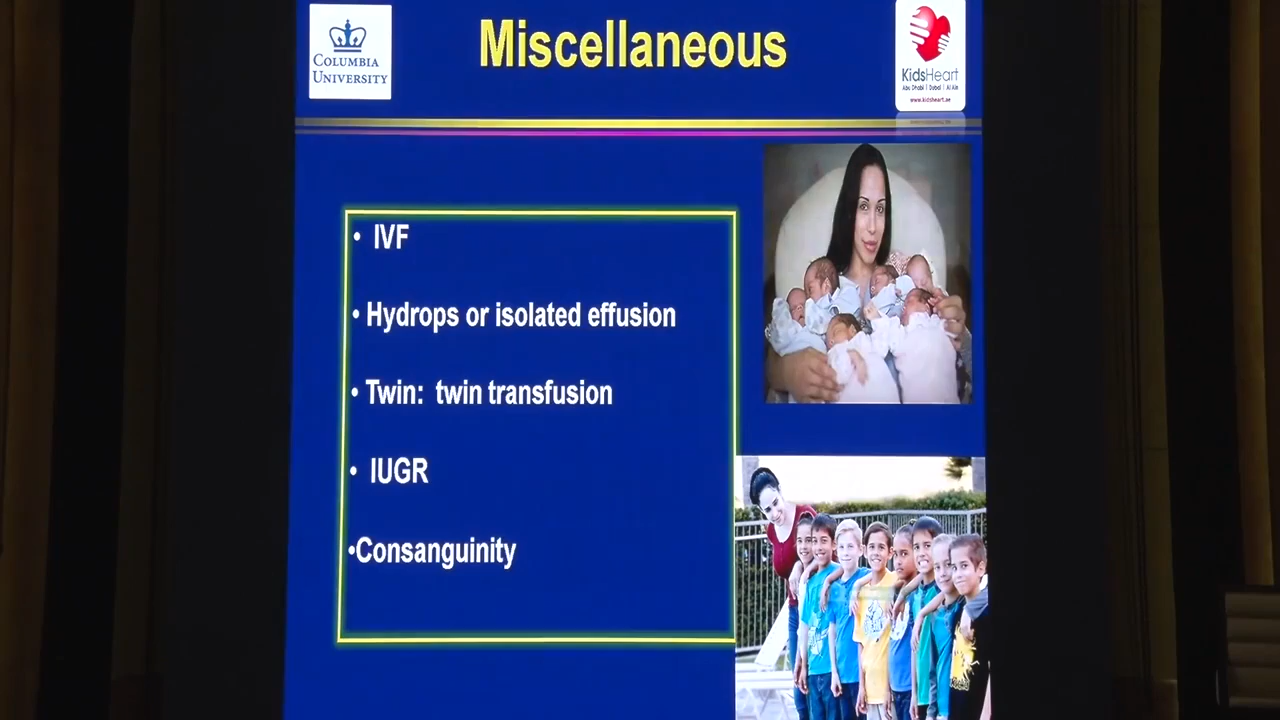 COLUMBIA
UNIVERSITY
Miscellaneous
KidsHeart
Abu Dhabi | Dubai | Al Ain
www.kidsheart.ae
• IVF
• Hydrops or isolated effusion
• Twin: twin transfusion
• IUGR
•Consanguinity